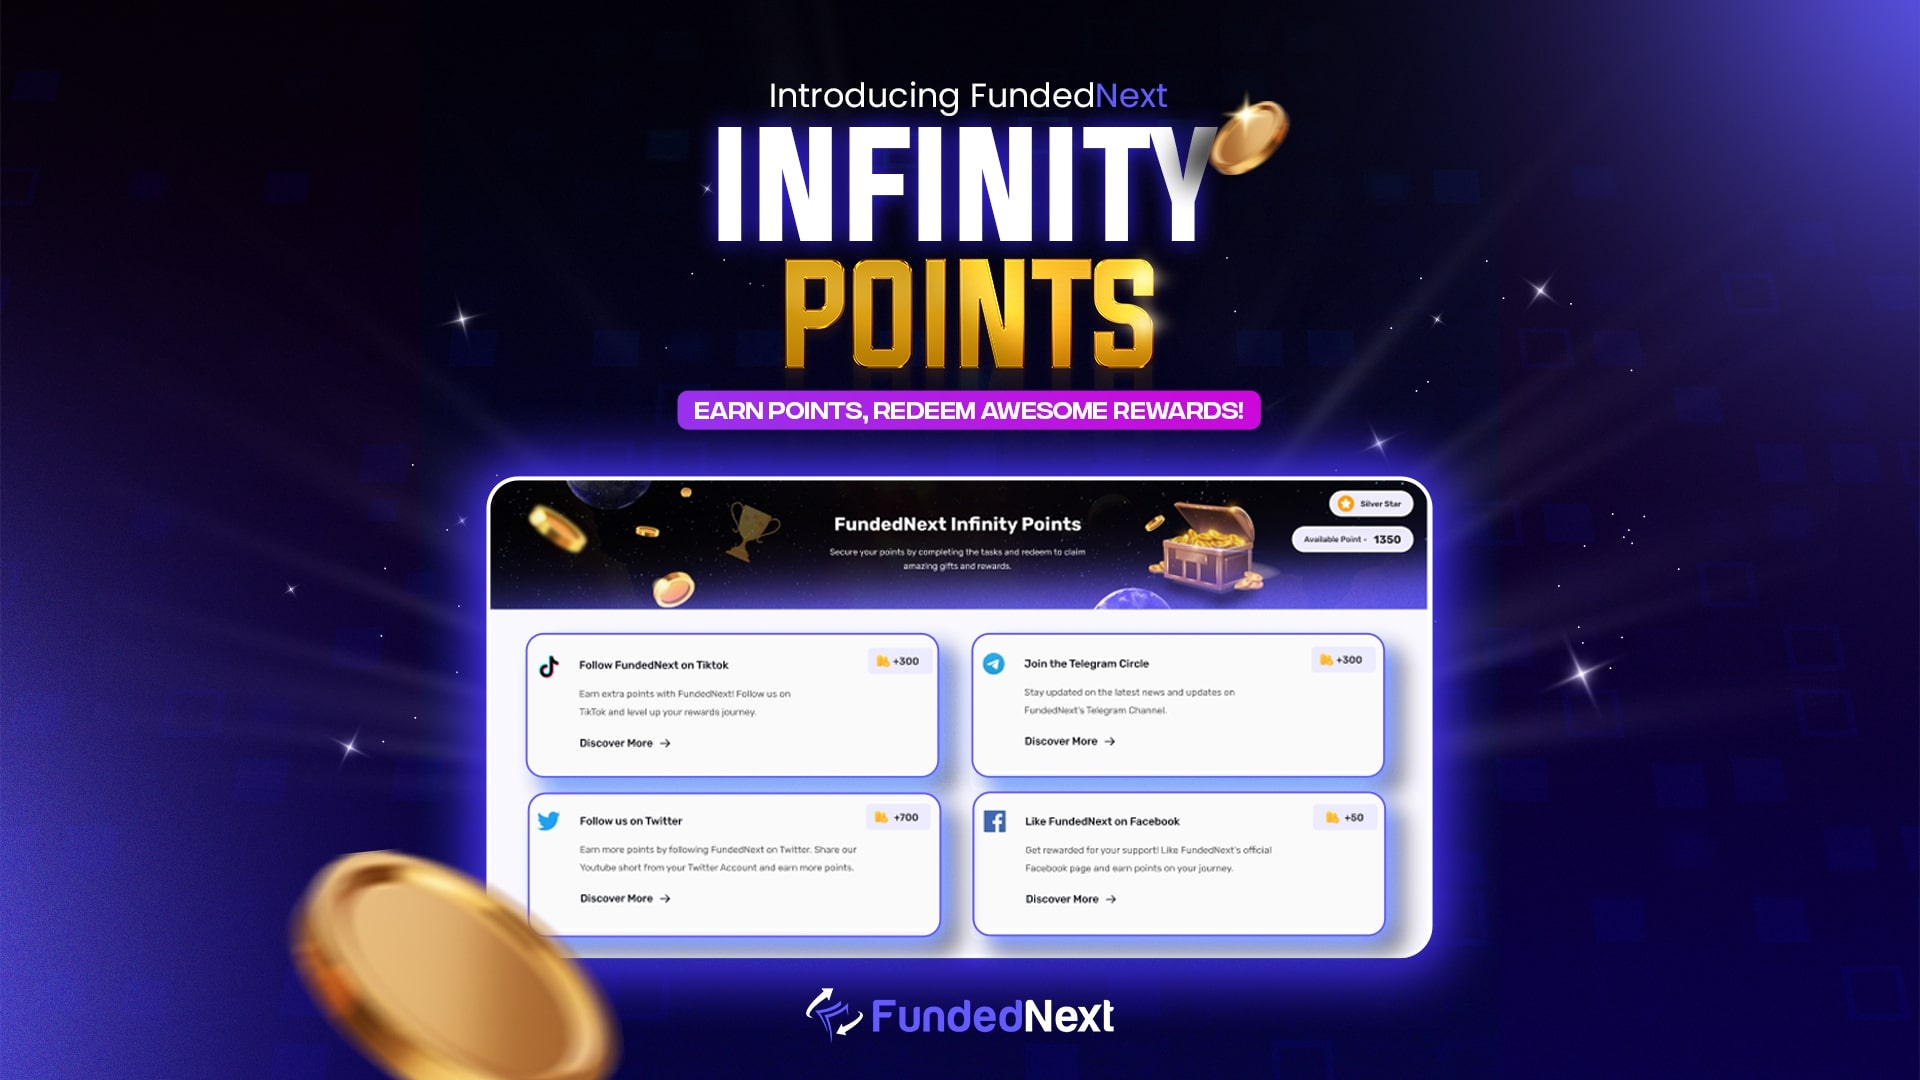 Introducing FundedNext
INFINITY
POINTS
EARN POINTS, REDEEM AWESOME REWARDS!
FundedNext Infinity Points
Secure your points by completing the tasks and redeem to claim
amazing gifts and rewards.
Silver Star
Available Point - 1350
Follow FundedNext on Tiktok
+300
Earn extra points with FundedNext! Follow us on
TikTok and level up your rewards journey.
Discover More →
Join the Telegram Circle
+300
Stay updated on the latest news and updates on
FundedNext's Telegram Channel.
Discover More →
Follow us on Twitter
+700
Earn more points by following FundedNext on Twitter. Share our
Youtube short from your Twitter Account and earn more points.
Discover More →
Like FundedNext on Facebook
+50
Get rewarded for your support! Like FundedNext's official
Facebook page and earn points on your journey.
Discover More →
FundedNext